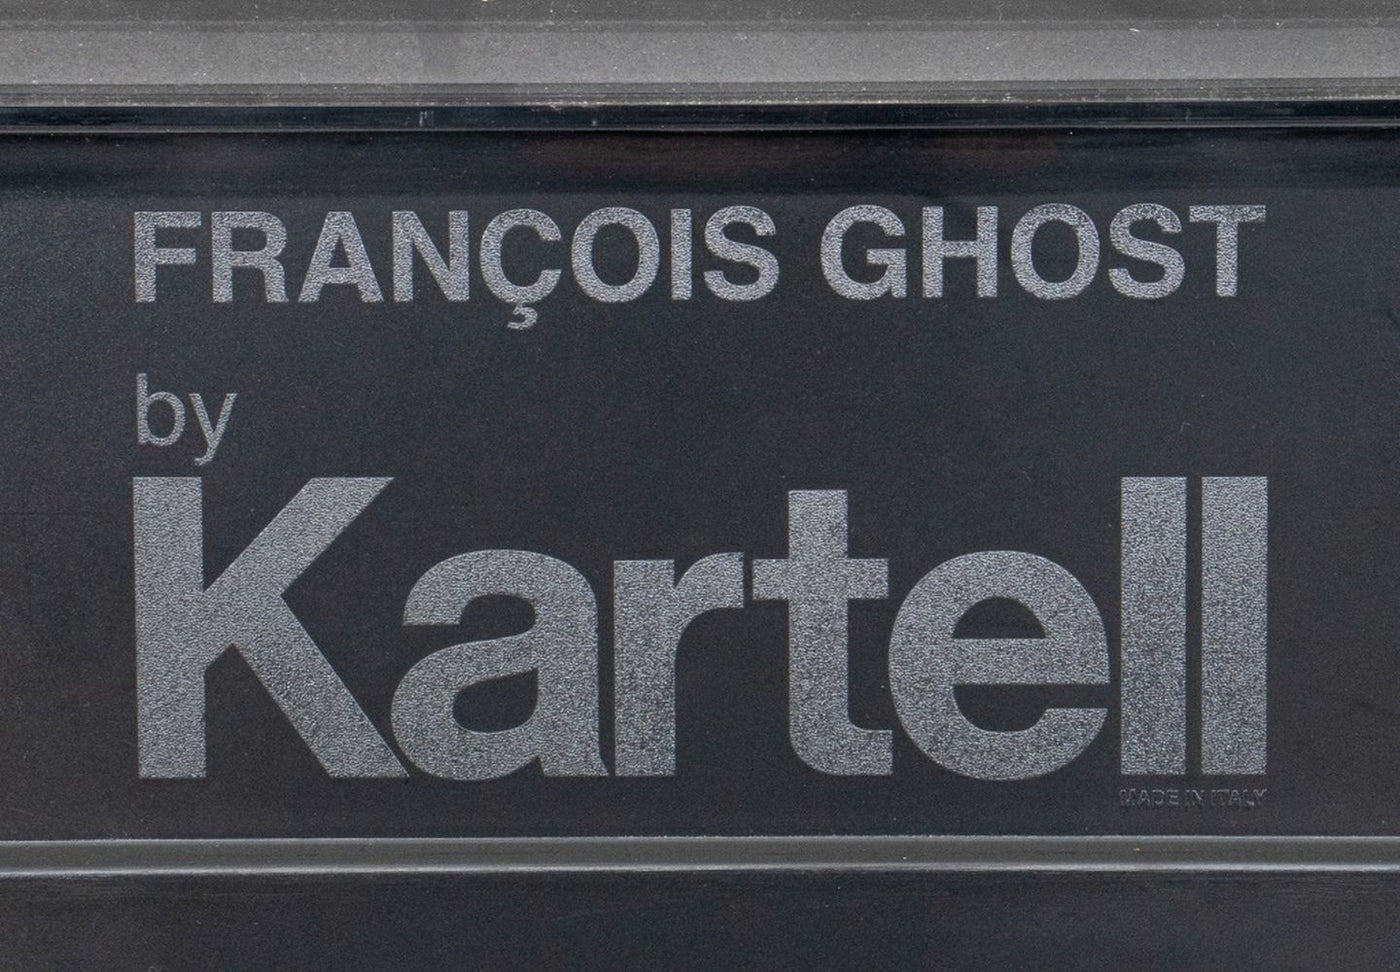 FRANÇOIS GHOST
by
Kartell
MADE IN ITALY